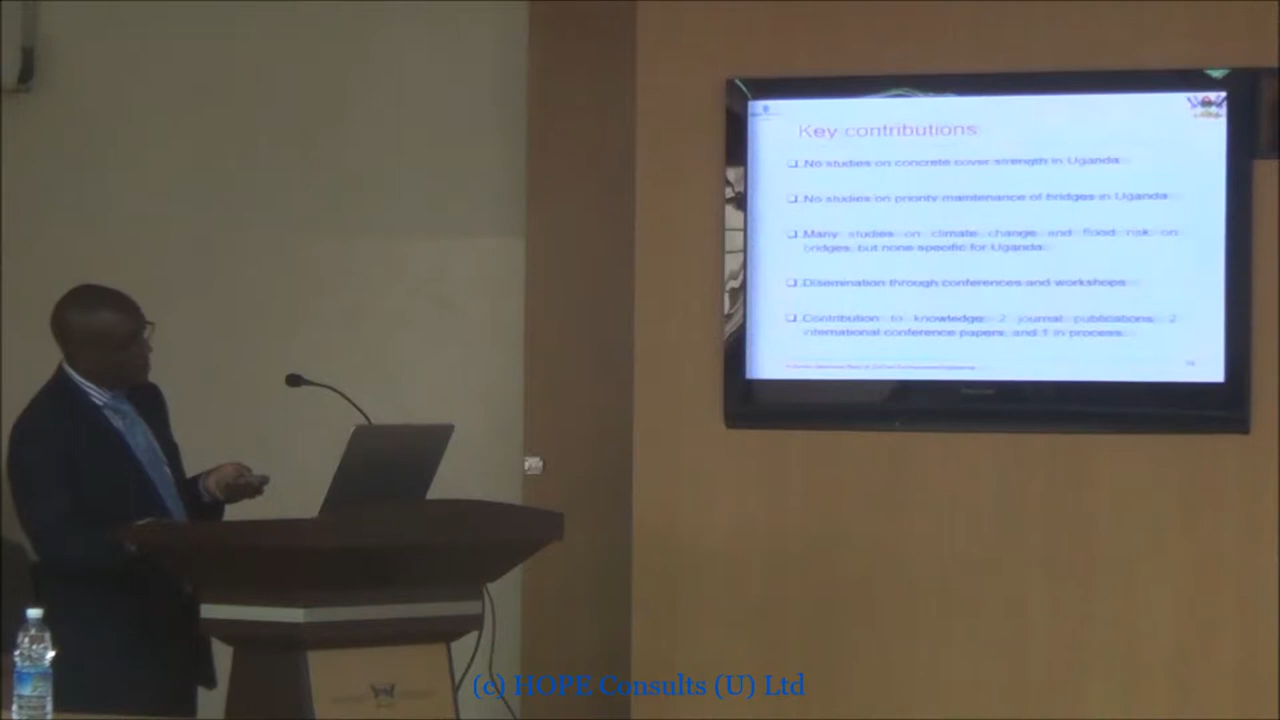 Key contributions
❑ No studies on concrete cover strength in Uganda
❑ No studies on priority maintenance of bridges in Uganda
❑ Many studies on climate change and flood risk on
bridges, but none specific for Uganda
❑ Disemination through conferences and workshops
❑ Contribution to knowledge: 2 journal publications, 2
international conference papers, and 1 in process.
(c) HOPE Consults (U) Ltd